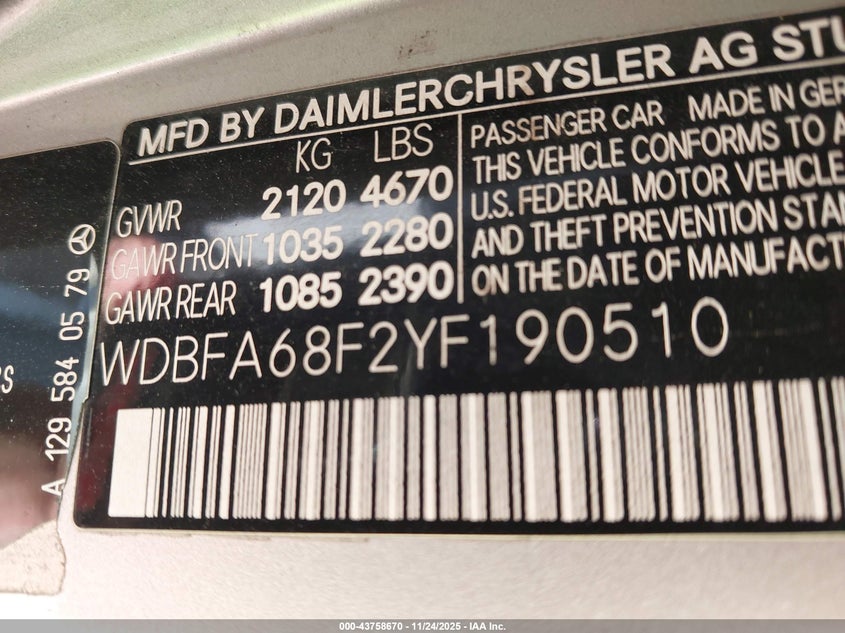 MFD BY DAIMLERCHRYSLER AG STU
KG LBS
GVWR 2120 4670
GAWR FRONT 1035 2280
GAWR REAR 1085 2390
PASSENGER CAR MADE IN GER
THIS VEHICLE CONFORMS TO A
U.S. FEDERAL MOTOR VEHICLE
AND THEFT PREVENTION STAN
ON THE DATE OF MANUFACT
WDBFA68F2YF190510
A 129 584 05 79
000-43758670 - 11/24/2025 - IAA Inc.